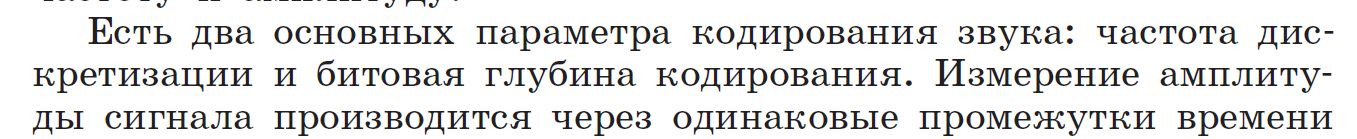 Есть два основных параметра кодирования звука: частота дис-
кретизации и битовая глубина кодирования. Измерение амплиту-
ды сигнала производится через одинаковые промежутки времени